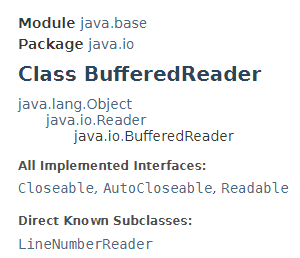 Module java.base
Package java.io
Class BufferedReader
java.lang.Object
java.io.Reader
java.io.BufferedReader
All Implemented Interfaces:
Closeable, AutoCloseable, Readable
Direct Known Subclasses:
LineNumberReader